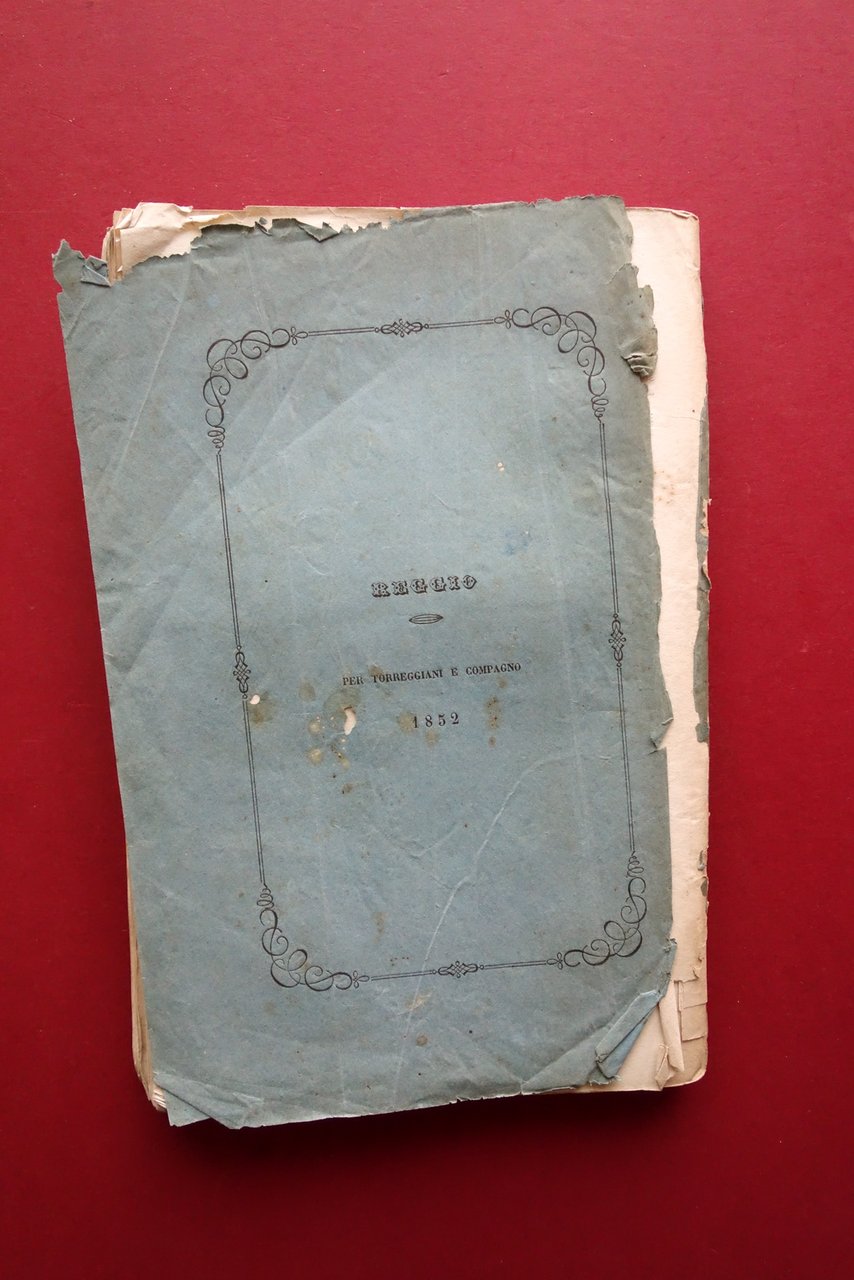 REGGIO
PER TORREGGIANI E COMPAGNO
1852